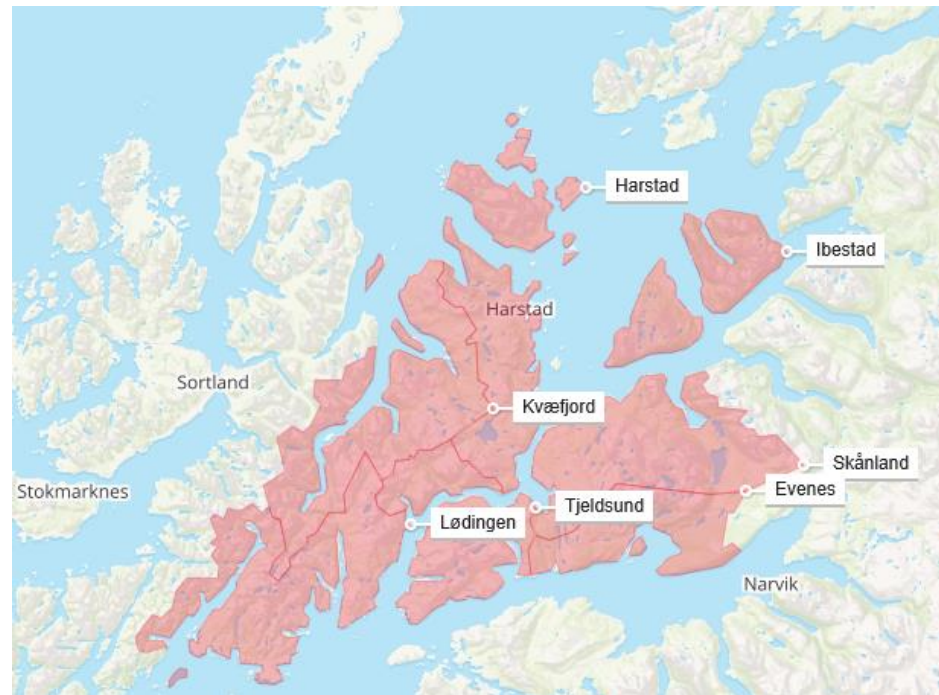 Harstad
Ibestad
Harstad
Sortland
Kvæfjord
Skånland
Stokmarknes
Evenes
Tjeldsund
Lødingen
Narvik